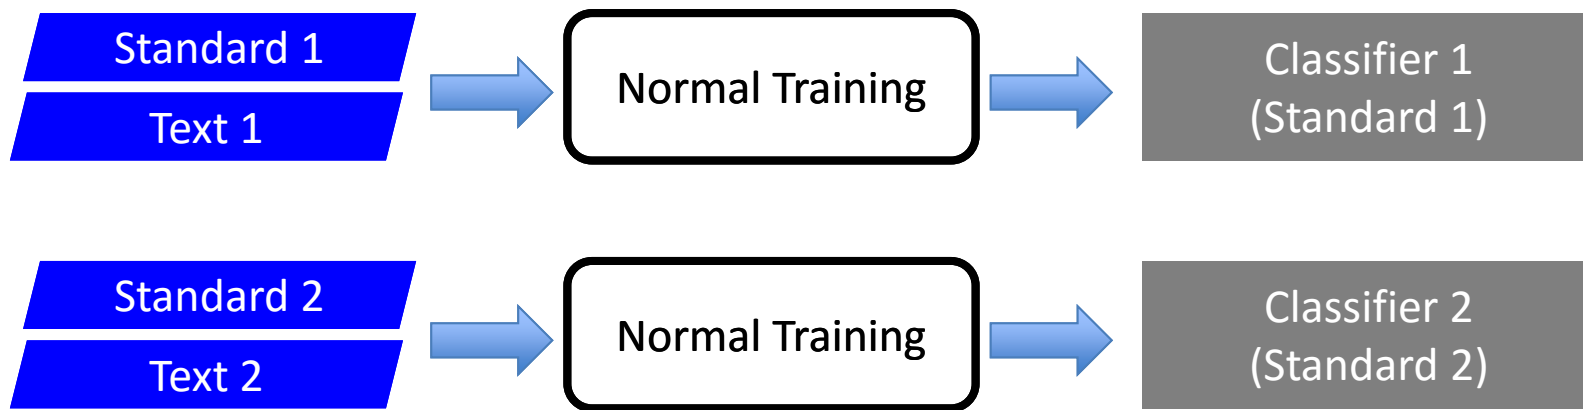 Standard 1
Text 1
Normal Training
Classifier 1
(Standard 1)
Standard 2
Text 2
Normal Training
Classifier 2
(Standard 2)